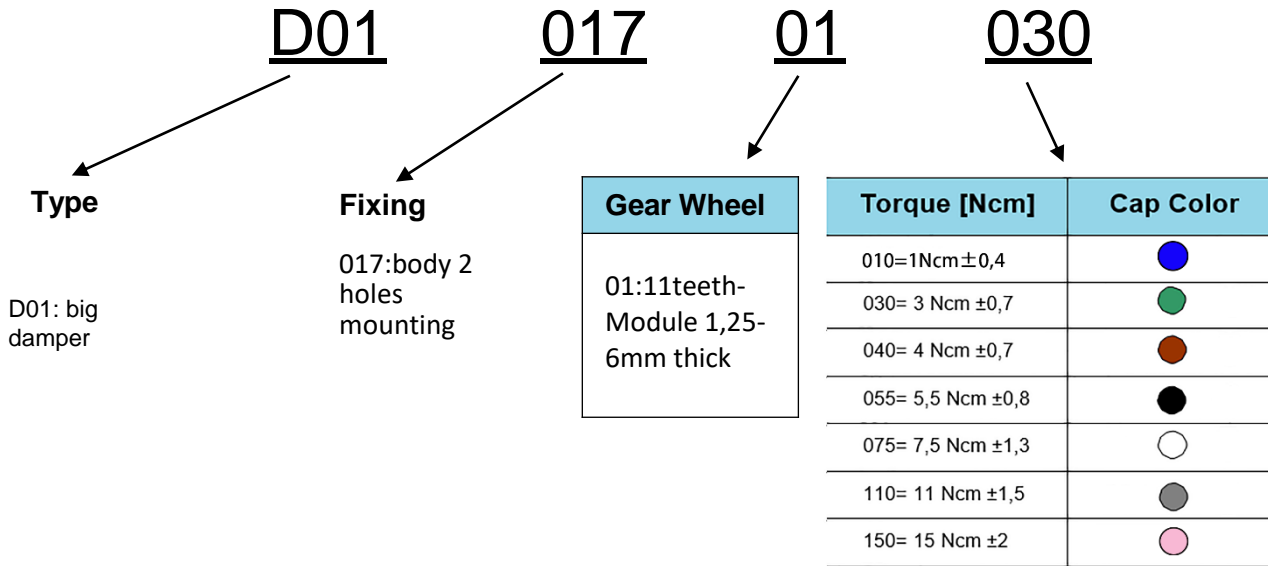 D01 017 01 030
Type
D01: big
damper
Fixing
017:body 2
holes
mounting
Gear Wheel
01:11teeth-
Module 1,25-
6mm thick
Torque [Ncm] Cap Color
010=1Ncm±0,4
030= 3 Ncm ±0,7
040= 4 Ncm ±0,7
055= 5,5 Ncm ±0,8
075= 7,5 Ncm ±1,3
110= 11 Ncm ±1,5
150= 15 Ncm ±2